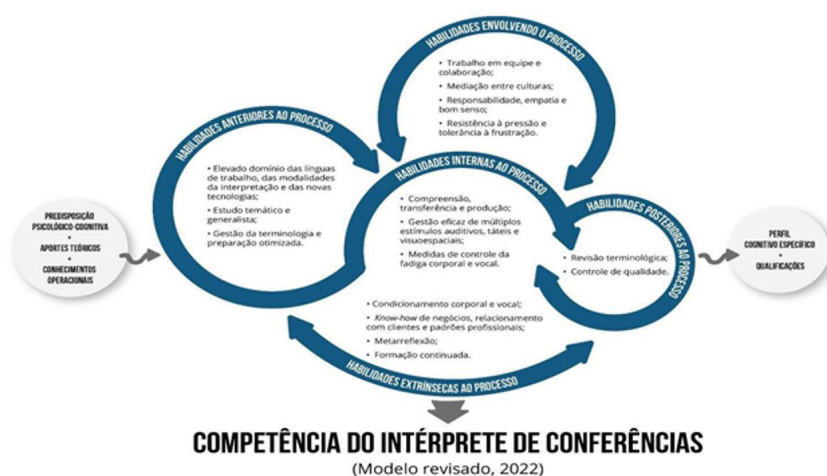 HABILIDADES ENVOLVENDO O PROCESSO
• Trabalho em equipe e
colaboração;
• Mediação entre culturas;
• Responsabilidade, empatia e
bom senso;
• Resistência à pressão e
tolerância à frustração.
HABILIDADES ANTERIORES AO PROCESSO
• Elevado domínio das línguas
de trabalho, das modalidades
da interpretação e das novas
tecnologias;
• Estudo temático e
generalista;
• Gestão da terminologia e
preparação otimizada.
HABILIDADES INTERNAS AO PROCESSO
• Compreensão,
transferência e produção;
• Gestão eficaz de múltiplos
estímulos auditivos, táteis e
visuoespaciais;
• Medidas de controle da
fadiga corporal e vocal.
HABILIDADES POSTERIORES AO PROCESSO
• Revisão terminológica;
• Controle de qualidade.
PREDISPOSIÇÃO
PSICOLÓGICO-COGNITIVA
•
APORTES TEÓRICOS
•
CONHECIMENTOS
OPERACIONAIS
PERFIL
COGNITIVO ESPECÍFICO
•
QUALIFICAÇÕES
• Condicionamento corporal e vocal;
• Know-how de negócios, relacionamento
com clientes e padrões profissionais;
• Metarreflexão;
• Formação continuada.
HABILIDADES EXTRÍNSECAS AO PROCESSO
COMPETÊNCIA DO INTÉRPRETE DE CONFERÊNCIAS
(Modelo revisado, 2022)